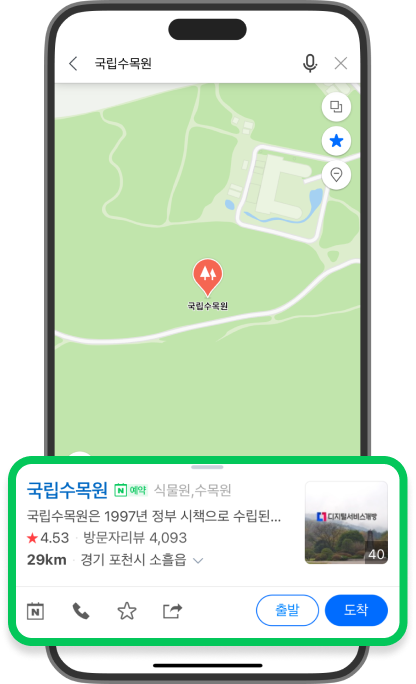 국립수목원
국립수목원
국립수목원 N 예약 식물원,수목원
국립수목원은 1997년 정부 시책으로 수립된...
4.53 · 방문자리뷰 4,093
29km · 경기 포천시 소흘읍
디지털서비스개방
40
N
출발
도착